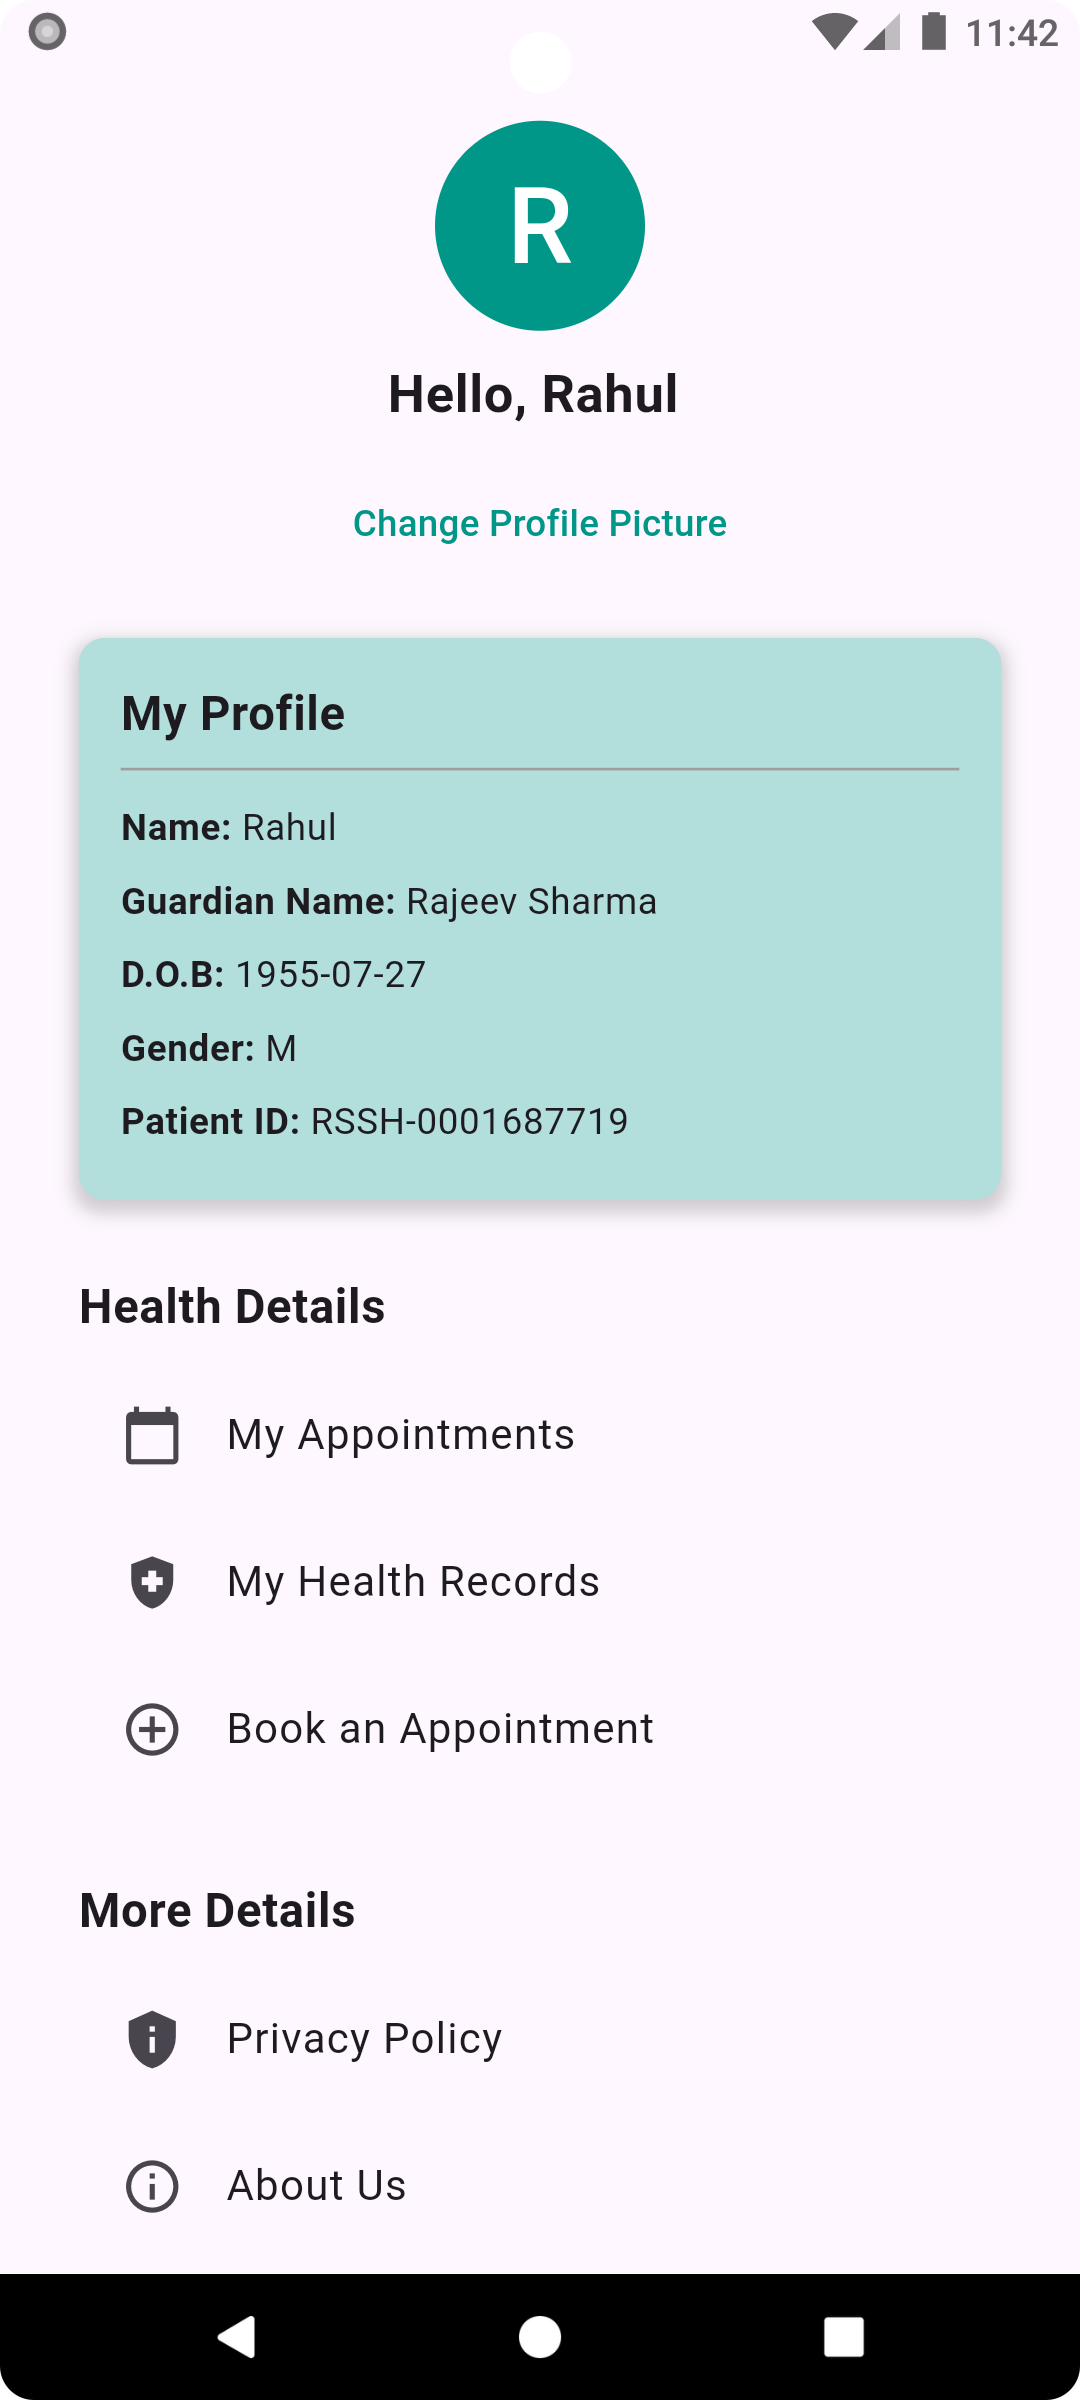 11:42
R
Hello, Rahul
Change Profile Picture
My Profile
Name: Rahul
Guardian Name: Rajeev Sharma
D.O.B: 1955-07-27
Gender: M
Patient ID: RSSH-0001687719
Health Details
My Appointments
My Health Records
Book an Appointment
More Details
Privacy Policy
About Us